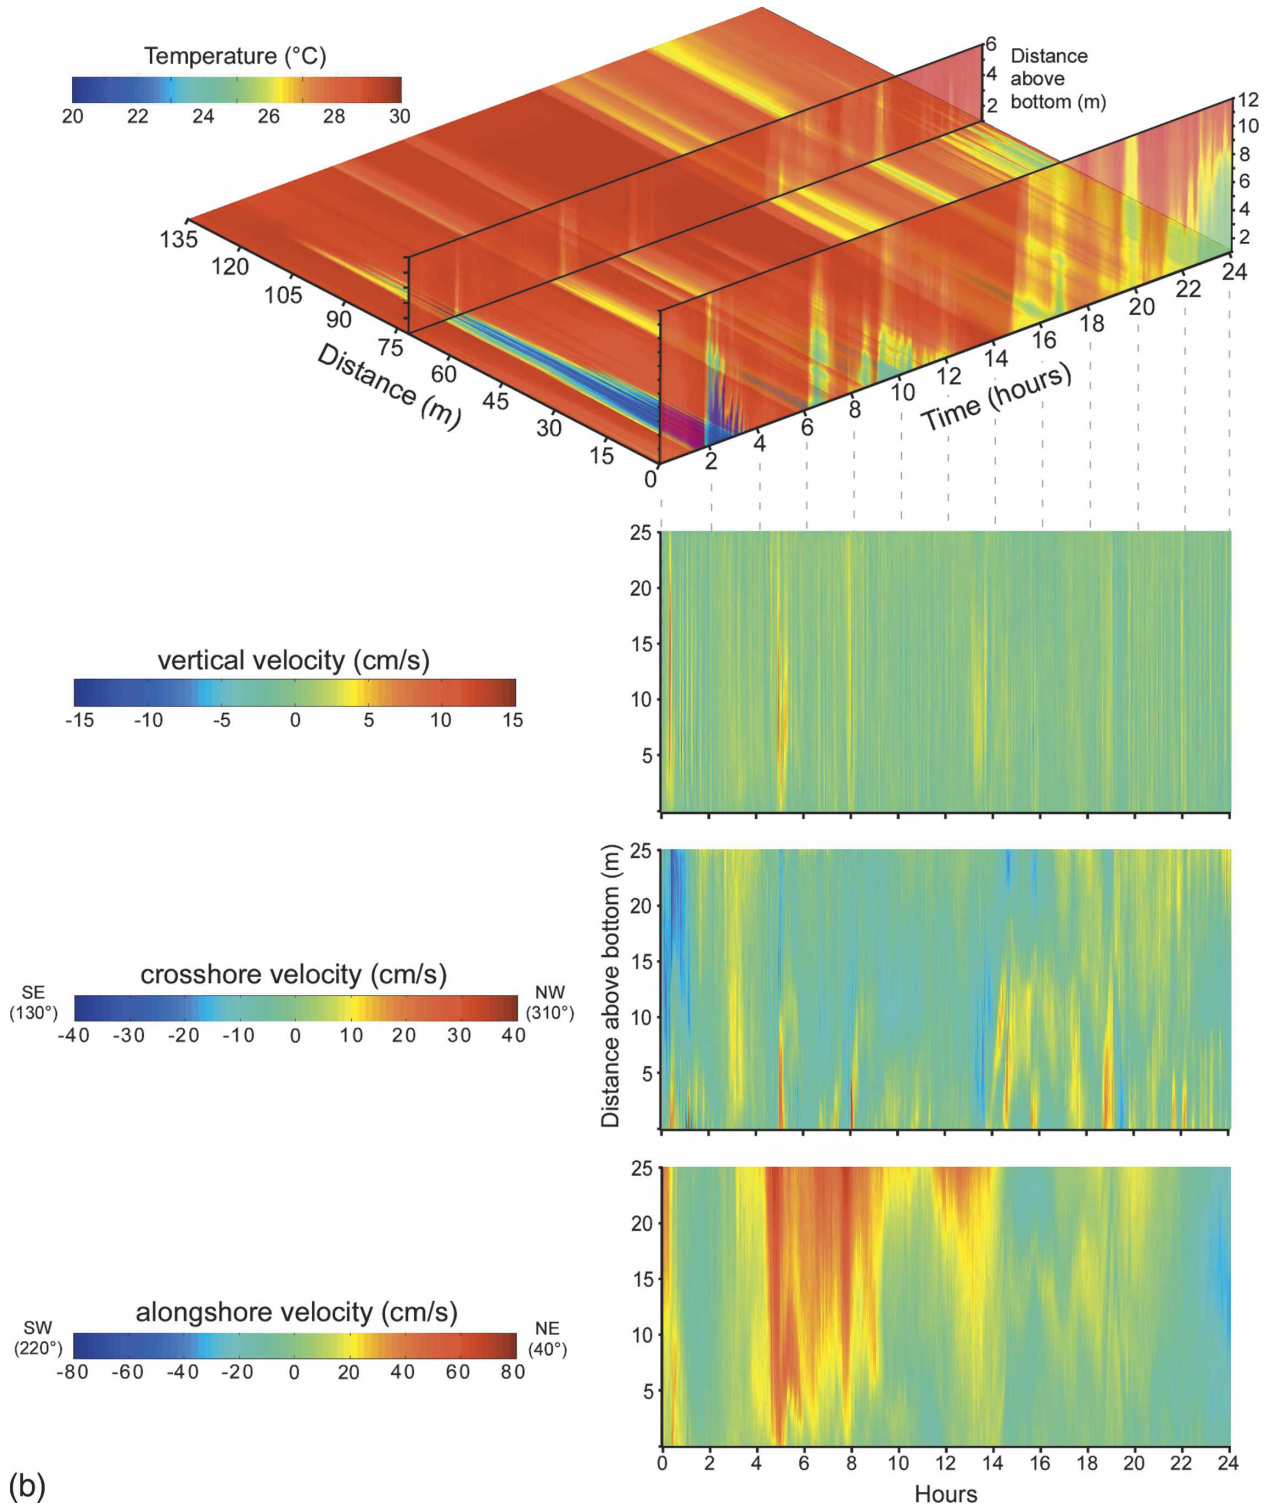 Temperature (°C)
20 22 24 26 28 30
6
4
2
Distance
above
bottom (m)
12
10
8
6
4
2
135
120
105
90
75
60
45
30
15
0
Distance (m)
2
4
6
8
10
12
14
16
18
20
22
24
Time (hours)
vertical velocity (cm/s)
-15 -10 -5 0 5 10 15
25
20
15
10
5
crosshore velocity (cm/s)
SE
(130°)
NW
(310°)
-40 -30 -20 -10 0 10 20 30 40
Distance above bottom (m)
25
20
15
10
5
alongshore velocity (cm/s)
SW
(220°)
NE
(40°)
-80 -60 -40 -20 0 20 40 60 80
25
20
15
10
5
0 2 4 6 8 10 12 14 16 18 20 22 24
Hours
(b)